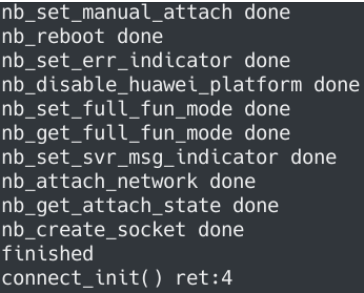 nb_set_manual_attach done
nb_reboot done
nb_set_err_indicator done
nb_disable_huawei_platform done
nb_set_full_fun_mode done
nb_get_full_fun_mode done
nb_set_svr_msg_indicator done
nb_attach_network done
nb_get_attach_state done
nb_create_socket done
finished
connect_init() ret:4